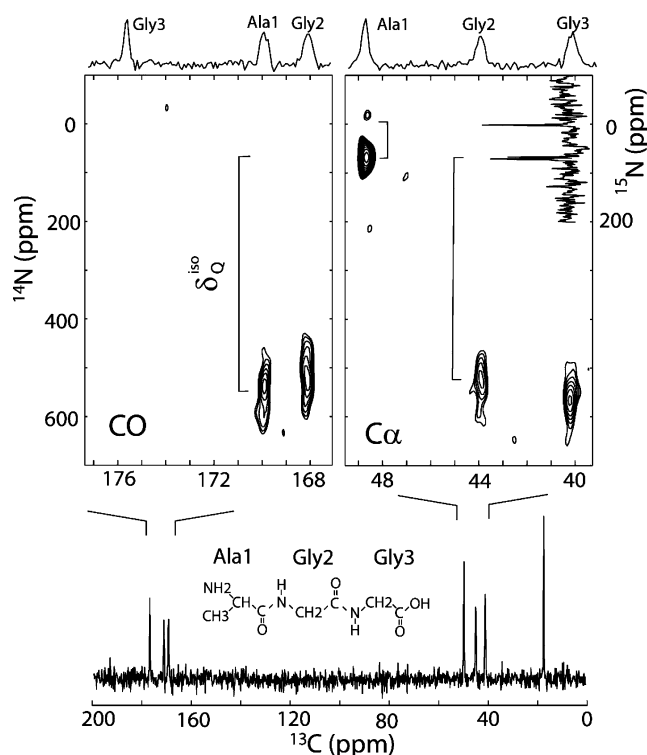 Gly3 Ala1 Gly2 Ala1 Gly2 Gly3
0
200
400
600
¹⁴N (ppm)
δ_Q^iso
CO
176 172 168
0
200
¹⁵N (ppm)
Cα
48 44 40
Ala1 Gly2 Gly3
NH2 CH CH3 C O N H CH2 C O N H CH2 C O OH
200 160 120 80 40 0
¹³C (ppm)